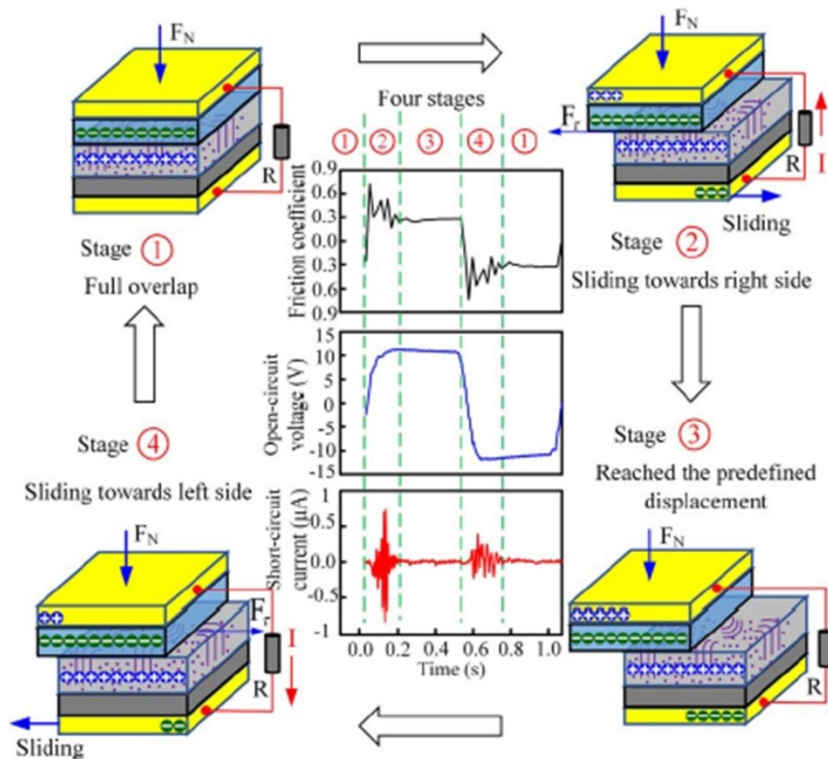 F_N
R
Stage ①
Full overlap
Four stages
① ② ③ ④ ①
F_N
F_r
R
I
Sliding
Stage ②
Sliding towards right side
Friction coefficient
0.9
0.6
0.3
0.0
0.3
0.6
0.9
Open-circuit
voltage (V)
15
10
5
0
-5
-10
-15
Short-circuit
current (μA)
1
0.5
0.0
-0.5
-1
0.0 0.2 0.4 0.6 0.8 1.0
Time (s)
Stage ③
Reached the predefined
displacement
F_N
R
Stage ④
Sliding towards left side
F_N
F_r
I
R
Sliding